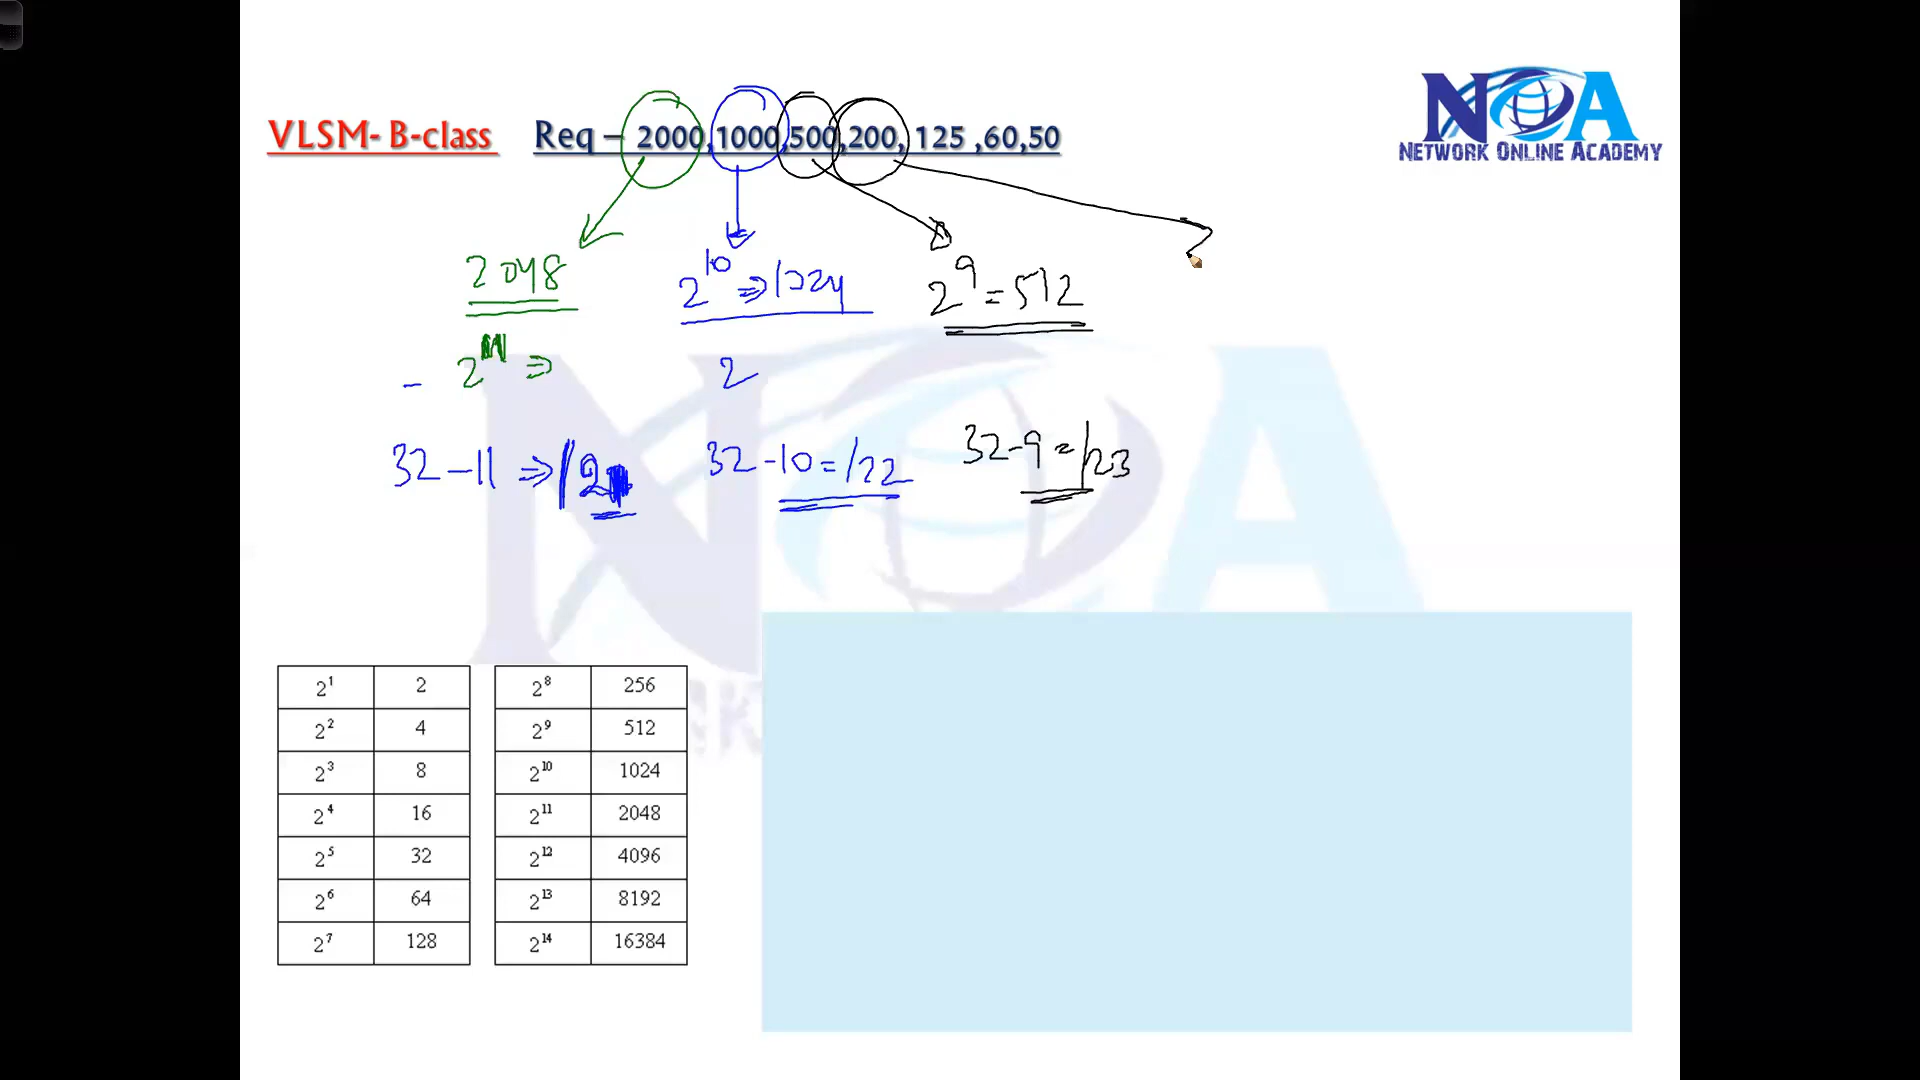 VLSM- B-class Req – 2000,1000,500,200, 125 ,60,50
NOA
NETWORK ONLINE ACADEMY
2048
2^10 ⇒ 1024
2^9 = 512
2^11 ⇒
-
2
32-11 ⇒ /21
32-10 = /22
32-9 = /23
2^1 2 2^8 256
2^2 4 2^9 512
2^3 8 2^10 1024
2^4 16 2^11 2048
2^5 32 2^12 4096
2^6 64 2^13 8192
2^7 128 2^14 16384